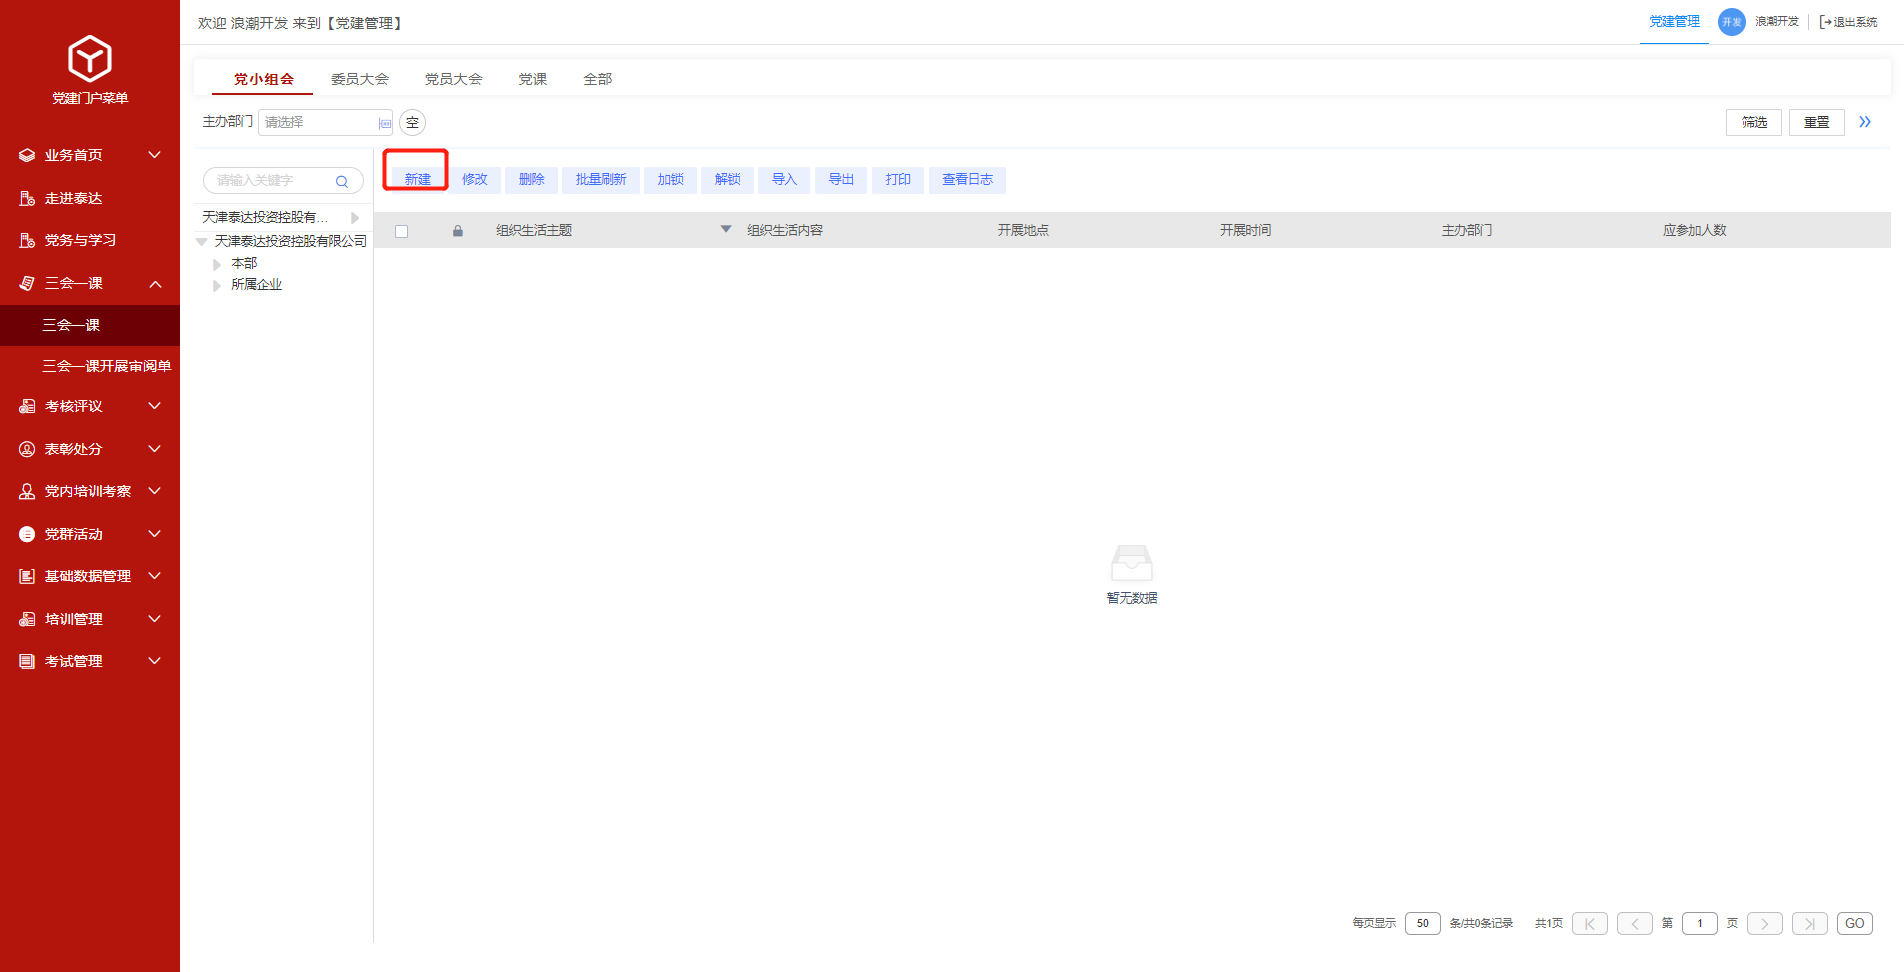 欢迎 浪潮开发 来到【党建管理】
党建管理
开发
浪潮开发
退出系统
党建门户菜单
业务首页
走进泰达
党务与学习
三会一课
三会一课
三会一课开展审阅单
考核评议
表彰处分
党内培训考察
党群活动
基础数据管理
培训管理
考试管理
党小组会 委员大会 党员大会 党课 全部
主办部门 请选择 空
筛选 重置
请输入关键字
天津泰达投资控股有...
天津泰达投资控股有限公司
本部
所属企业
新建 修改 删除 批量刷新 加锁 解锁 导入 导出 打印 查看日志
组织生活主题 组织生活内容 开展地点 开展时间 主办部门 应参加人数
暂无数据
每页显示 50 条/共0条记录 共1页 第 1 页 GO